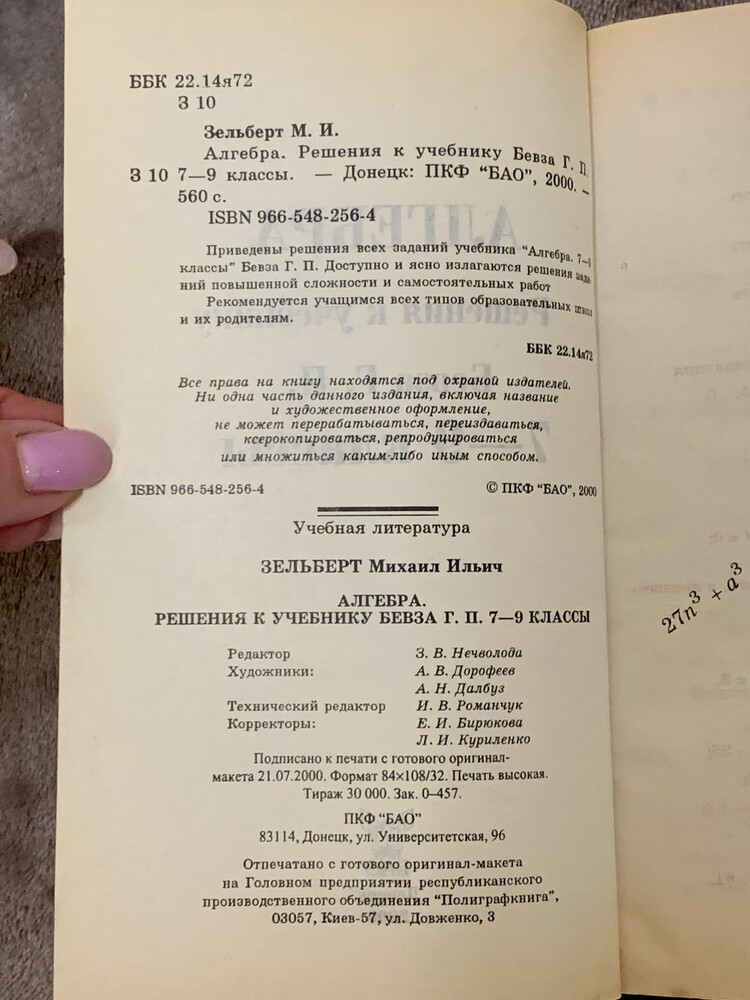 ББК 22.14я72
З 10
Зельберт М. И.
Алгебра. Решения к учебнику Бевза Г. П.
З 10 7—9 классы. — Донецк: ПКФ "БАО", 2000. —
560 с.
ISBN 966-548-256-4
Приведены решения всех заданий учебника "Алгебра. 7—9
классы" Бевза Г. П. Доступно и ясно излагаются решения зада-
ний повышенной сложности и самостоятельных работ
Рекомендуется учащимся всех типов образовательных школ
и их родителям.
ББК 22.14я72
Все права на книгу находятся под охраной издателей.
Ни одна часть данного издания, включая название
и художественное оформление,
не может перерабатываться, переиздаваться,
ксерокопироваться, репродуцироваться
или множиться каким-либо иным способом.
ISBN 966-548-256-4 © ПКФ "БАО", 2000
Учебная литература
ЗЕЛЬБЕРТ Михаил Ильич
АЛГЕБРА.
РЕШЕНИЯ К УЧЕБНИКУ БЕВЗА Г. П. 7—9 КЛАССЫ
Редактор З. В. Нечволода
Художники: А. В. Дорофеев
А. Н. Далбуз
Технический редактор И. В. Романчук
Корректоры: Е. И. Бирюкова
Л. И. Куриленко
Подписано к печати с готового оригинал-
макета 21.07.2000. Формат 84×108/32. Печать высокая.
Тираж 30 000. Зак. 0–457.
ПКФ "БАО"
83114, Донецк, ул. Университетская, 96
Отпечатано с готового оригинал-макета
на Головном предприятии республиканского
производственного объединения "Полиграфкнига",
03057, Киев-57, ул. Довженко, 3
27n³ + a³